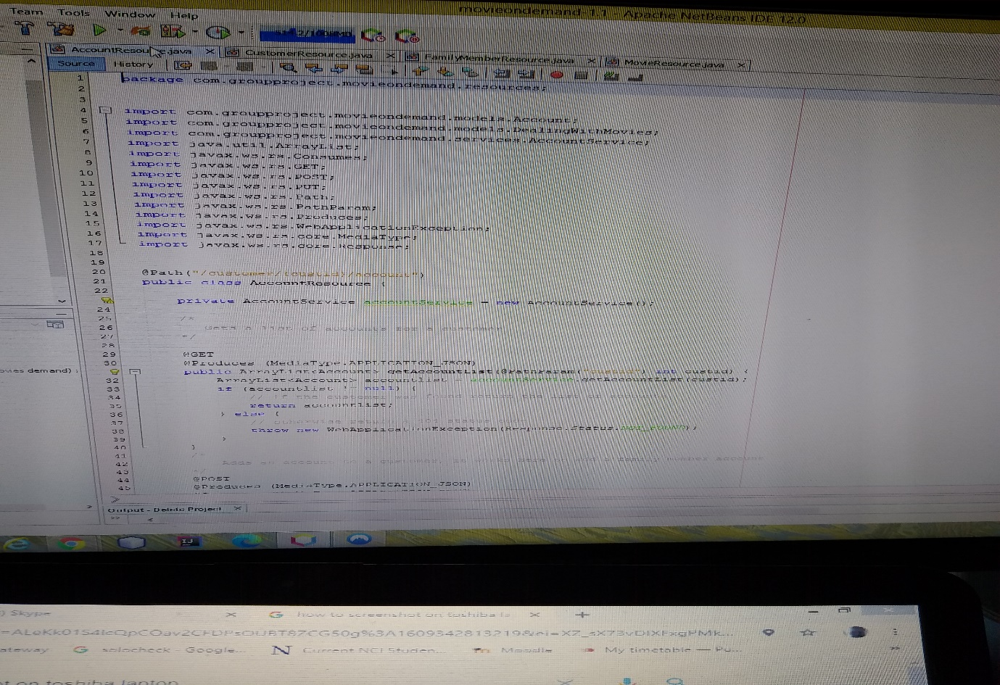 movieondemand-1.1 - Apache NetBeans IDE 12.0
Team Tools Window Help
AccountResou e.java CustomerResource.java FamilyMemberResource.java MovieResource.java
Source History
1 package com.groupproject.movieondemand.resources;
2
3
4 import com.groupproject.movieondemand.models.Account;
5 import com.groupproject.movieondemand.models.DealingWithMovies;
6 import com.groupproject.movieondemand.services.AccountService;
7 import java.util.ArrayList;
8 import javax.ws.rs.Consumes;
9 import javax.ws.rs.GET;
10 import javax.ws.rs.POST;
11 import javax.ws.rs.PUT;
12 import javax.ws.rs.Path;
13 import javax.ws.rs.PathParam;
14 import javax.ws.rs.Produces;
15 import javax.ws.rs.WebApplicationException;
16 import javax.ws.rs.core.MediaType;
17 import javax.ws.rs.core.Response;
18
19
20 @Path("/customer/{custid}/account")
21 public class AccountResource {
22
private AccountService accountService = new AccountService();
24
25 /*
26 Gets a list of accounts for a customer
27 */
28
29 @GET
30 @Produces (MediaType.APPLICATION_JSON)
public ArrayList<Account> getAccountList(@PathParam("custid") int custid) {
32 ArrayList<Account> accountlist = accountService.getAccountList(custid);
33 if (accountlist != null) {
34 // if the customer was found return the list of
35 return accountlist;
36 } else {
37 // otherwise return a 404 status code
38 throw new WebApplicationException(Response.Status.NOT_FOUND);
39 }
40 }
41 /*
42 Adds an account to a customer family member account
43 */
44 @POST
45 @Produces (MediaType.APPLICATION_JSON)
ovies demand) :
Output - Delete Project
) Skype how to screenshot on toshiba la
ateway solocheck - Google... Current NCI Studen... Moodle My timetable — Pu...
t on toshiba laptop